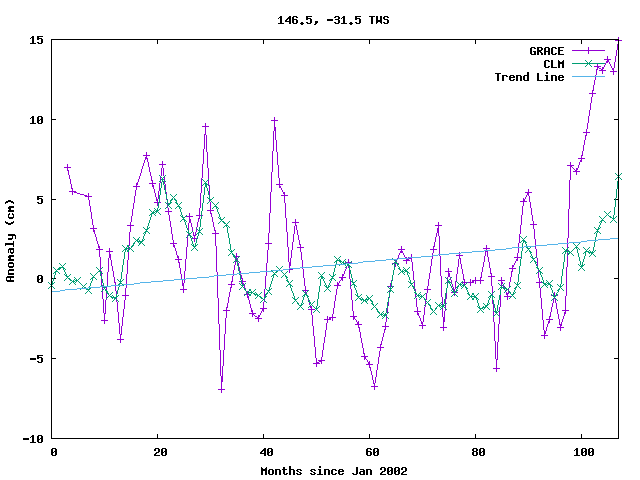 146.5, -31.5 TWS
GRACE
CLM
Trend Line
15
10
5
0
-5
-10
Anomaly (cm)
0 20 40 60 80 100
Months since Jan 2002